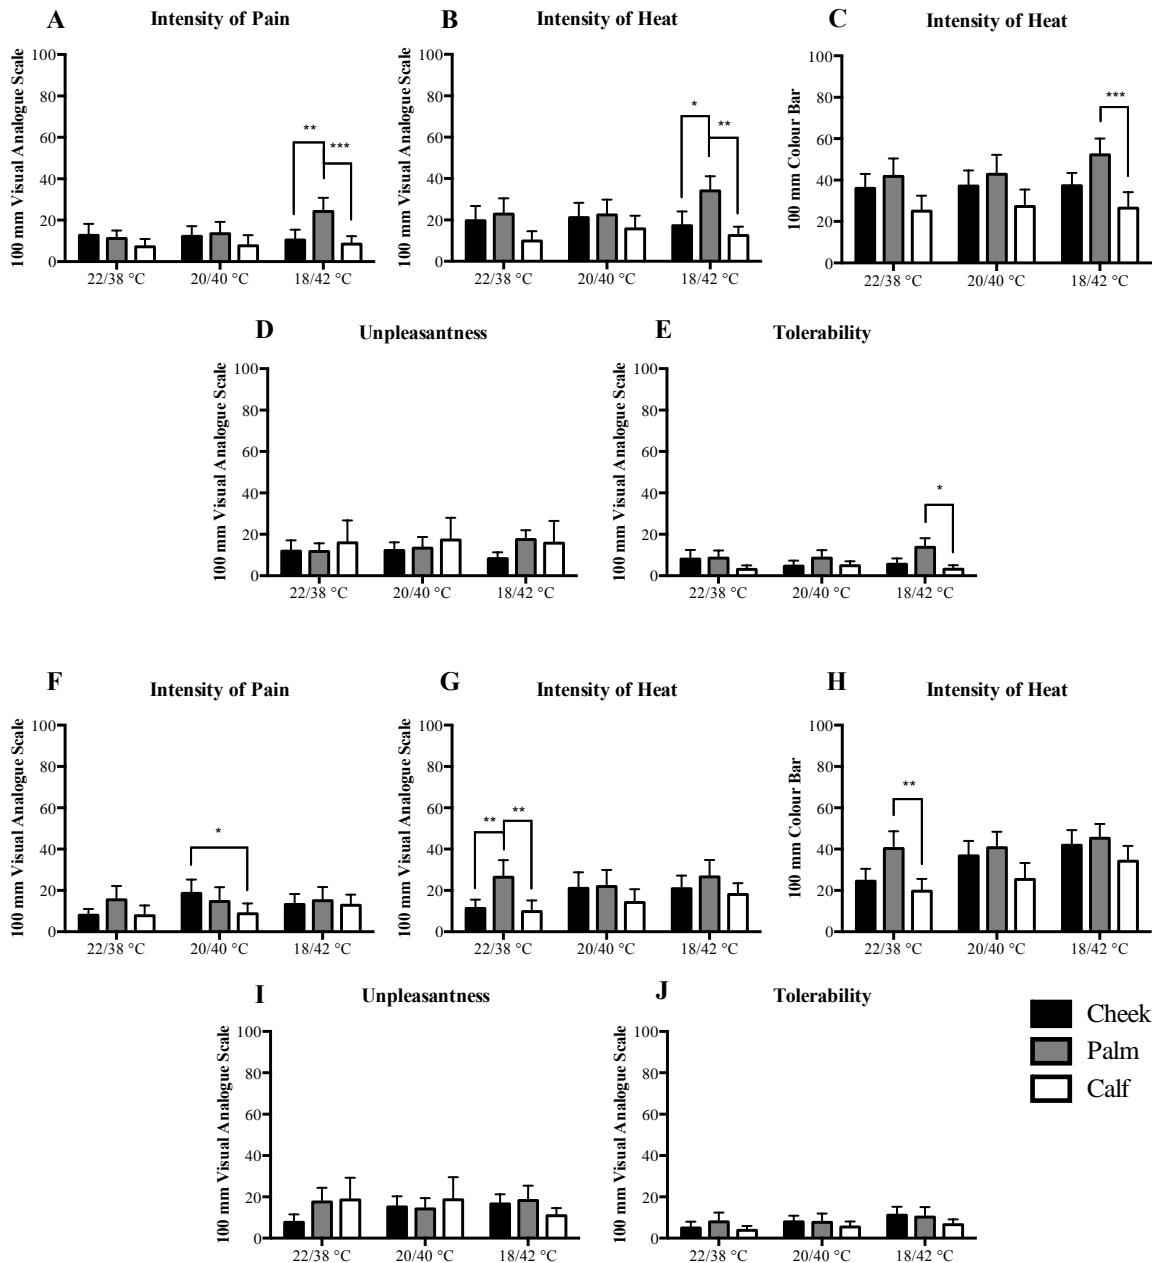 A
Intensity of Pain
100 mm Visual Analogue Scale
100
80
60
40
20
0
**
***
22/38 °C
20/40 °C
18/42 °C
B
Intensity of Heat
100 mm Visual Analogue Scale
100
80
60
40
20
0
*
**
22/38 °C
20/40 °C
18/42 °C
C
Intensity of Heat
100 mm Colour Bar
100
80
60
40
20
0
***
22/38 °C
20/40 °C
18/42 °C
D
Unpleasantness
100 mm Visual Analogue Scale
100
80
60
40
20
0
22/38 °C
20/40 °C
18/42 °C
E
Tolerability
100 mm Visual Analogue Scale
100
80
60
40
20
0
*
22/38 °C
20/40 °C
18/42 °C
F
Intensity of Pain
100 mm Visual Analogue Scale
100
80
60
40
20
0
*
22/38 °C
20/40 °C
18/42 °C
G
Intensity of Heat
100 mm Visual Analogue Scale
100
80
60
40
20
0
**
**
22/38 °C
20/40 °C
18/42 °C
H
Intensity of Heat
100 mm Colour Bar
100
80
60
40
20
0
**
22/38 °C
20/40 °C
18/42 °C
I
Unpleasantness
100 mm Visual Analogue Scale
100
80
60
40
20
0
22/38 °C
20/40 °C
18/42 °C
J
Tolerability
100 mm Visual Analogue Scale
100
80
60
40
20
0
22/38 °C
20/40 °C
18/42 °C
Cheek
Palm
Calf